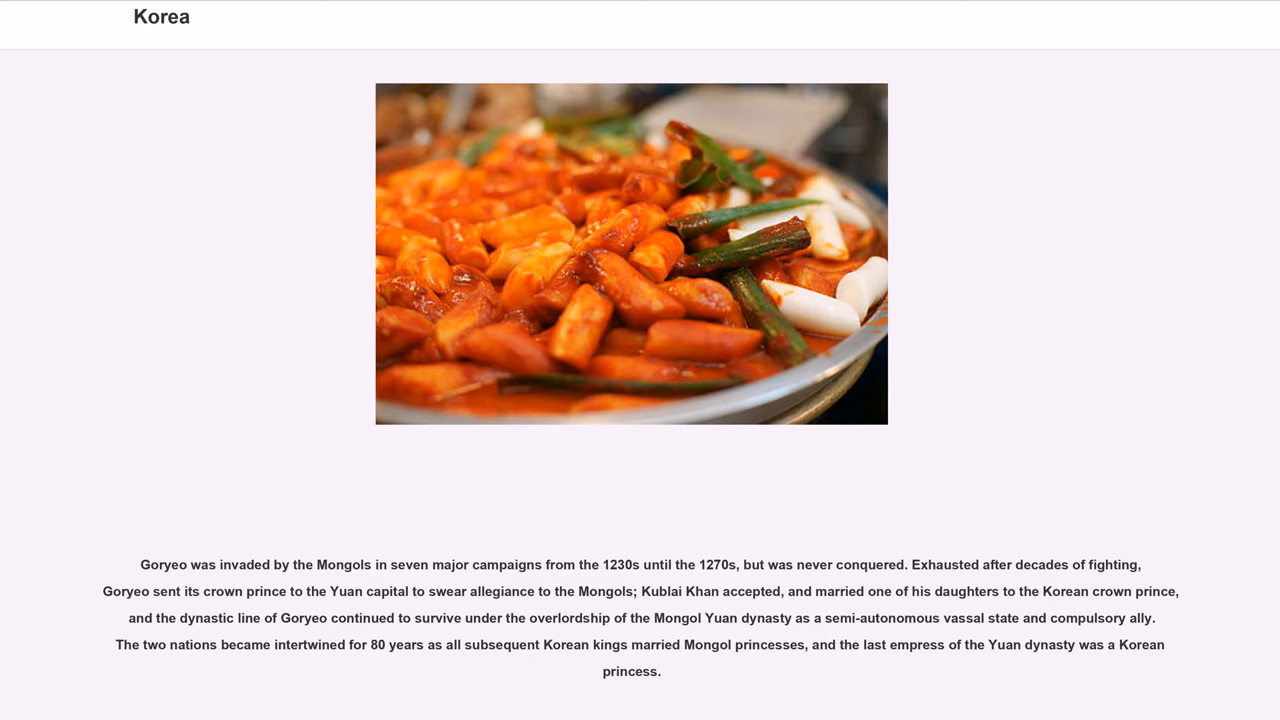 Korea
Goryeo was invaded by the Mongols in seven major campaigns from the 1230s until the 1270s, but was never conquered. Exhausted after decades of fighting,
Goryeo sent its crown prince to the Yuan capital to swear allegiance to the Mongols; Kublai Khan accepted, and married one of his daughters to the Korean crown prince,
and the dynastic line of Goryeo continued to survive under the overlordship of the Mongol Yuan dynasty as a semi-autonomous vassal state and compulsory ally.
The two nations became intertwined for 80 years as all subsequent Korean kings married Mongol princesses, and the last empress of the Yuan dynasty was a Korean
princess.